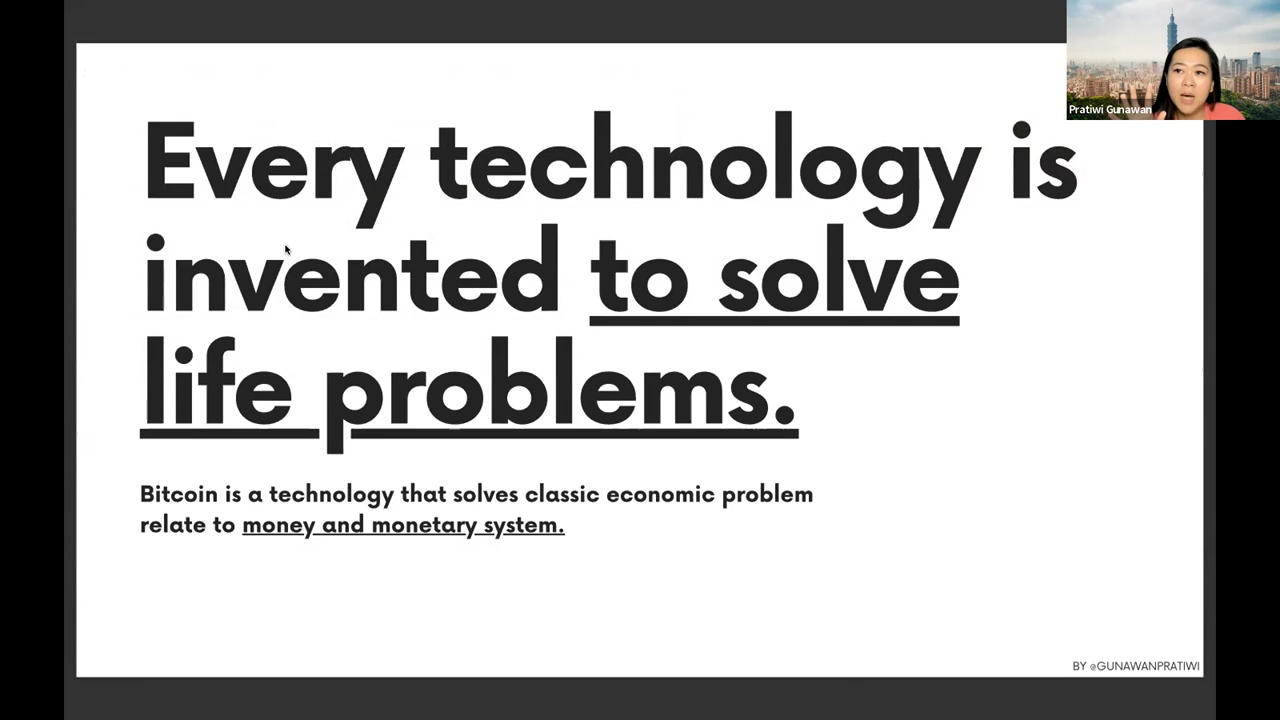 Pratiwi Gunawan
Every technology is
invented to solve
life problems.
Bitcoin is a technology that solves classic economic problem
relate to money and monetary system.
BY @GUNAWANPRATIWI